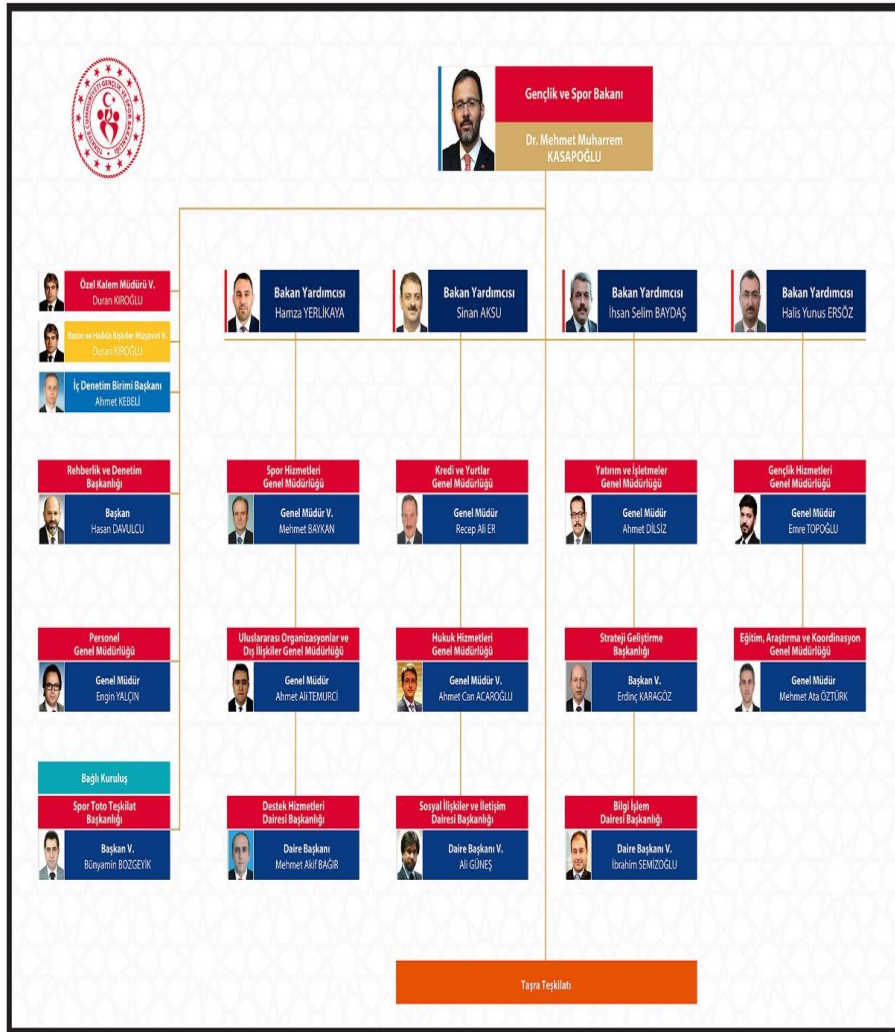 TÜRKİYE CUMHURİYETİ GENÇLİK VE SPOR BAKANLIĞI
Gençlik ve Spor Bakanı
Dr. Mehmet Muharrem
KASAPOĞLU
Özel Kalem Müdürü V.
Duran KIROĞLU
Basın ve Halkla İlişkiler Müşaviri V.
Duran KIROĞLU
İç Denetim Birimi Başkanı
Ahmet KEBELİ
Bakan Yardımcısı
Hamza YERLİKAYA
Bakan Yardımcısı
Sinan AKSU
Bakan Yardımcısı
İhsan Selim BAYDAŞ
Bakan Yardımcısı
Halis Yunus ERSÖZ
Rehberlik ve Denetim
Başkanlığı
Başkan
Hasan DAVULCU
Spor Hizmetleri
Genel Müdürlüğü
Genel Müdür V.
Mehmet BAYKAN
Kredi ve Yurtlar
Genel Müdürlüğü
Genel Müdür
Recep Ali ER
Yatırım ve İşletmeler
Genel Müdürlüğü
Genel Müdür
Ahmet DİLSİZ
Gençlik Hizmetleri
Genel Müdürlüğü
Genel Müdür
Emre TOPOĞLU
Personel
Genel Müdürlüğü
Genel Müdür
Engin YALÇIN
Uluslararası Organizasyonlar ve
Dış İlişkiler Genel Müdürlüğü
Genel Müdür
Ahmet Ali TEMURCİ
Hukuk Hizmetleri
Genel Müdürlüğü
Genel Müdür V.
Ahmet Can ACAROĞLU
Strateji Geliştirme
Başkanlığı
Başkan V.
Erdinç KARAGÖZ
Eğitim, Araştırma ve Koordinasyon
Genel Müdürlüğü
Genel Müdür
Mehmet Ata ÖZTÜRK
Bağlı Kuruluş
Spor Toto Teşkilat
Başkanlığı
Başkan V.
Bünyamin BOZGEYİK
Destek Hizmetleri
Dairesi Başkanlığı
Daire Başkanı
Mehmet Akif BAĞIR
Sosyal İlişkiler ve İletişim
Dairesi Başkanlığı
Daire Başkanı V.
Ali GÜNEŞ
Bilgi İşlem
Dairesi Başkanlığı
Daire Başkanı V.
İbrahim SEMİZOĞLU
Taşra Teşkilatı